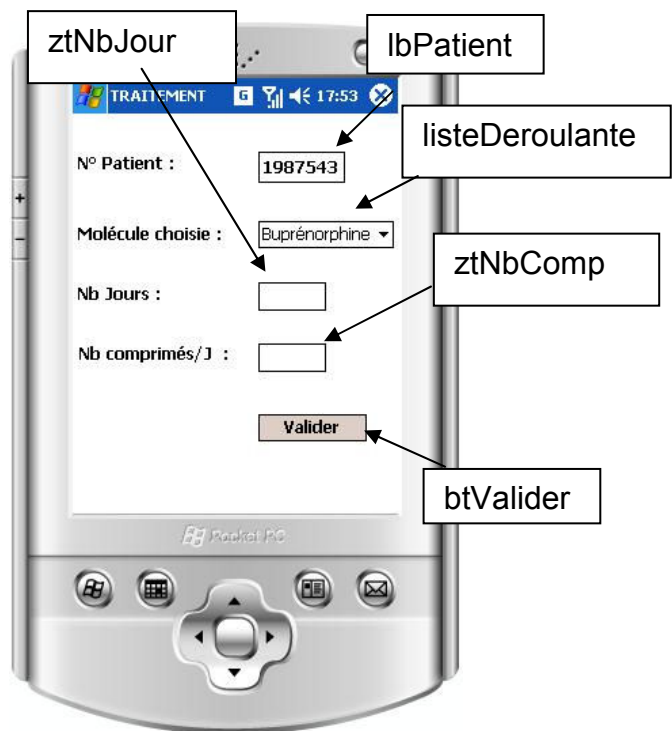 ztNbJour
lbPatient
TRAITEMENT G 17:53
listeDeroulante
N° Patient : 1987543
Molécule choisie : Buprénorphine
ztNbComp
Nb Jours :
Nb comprimés/J :
Valider
btValider
Pocket PC